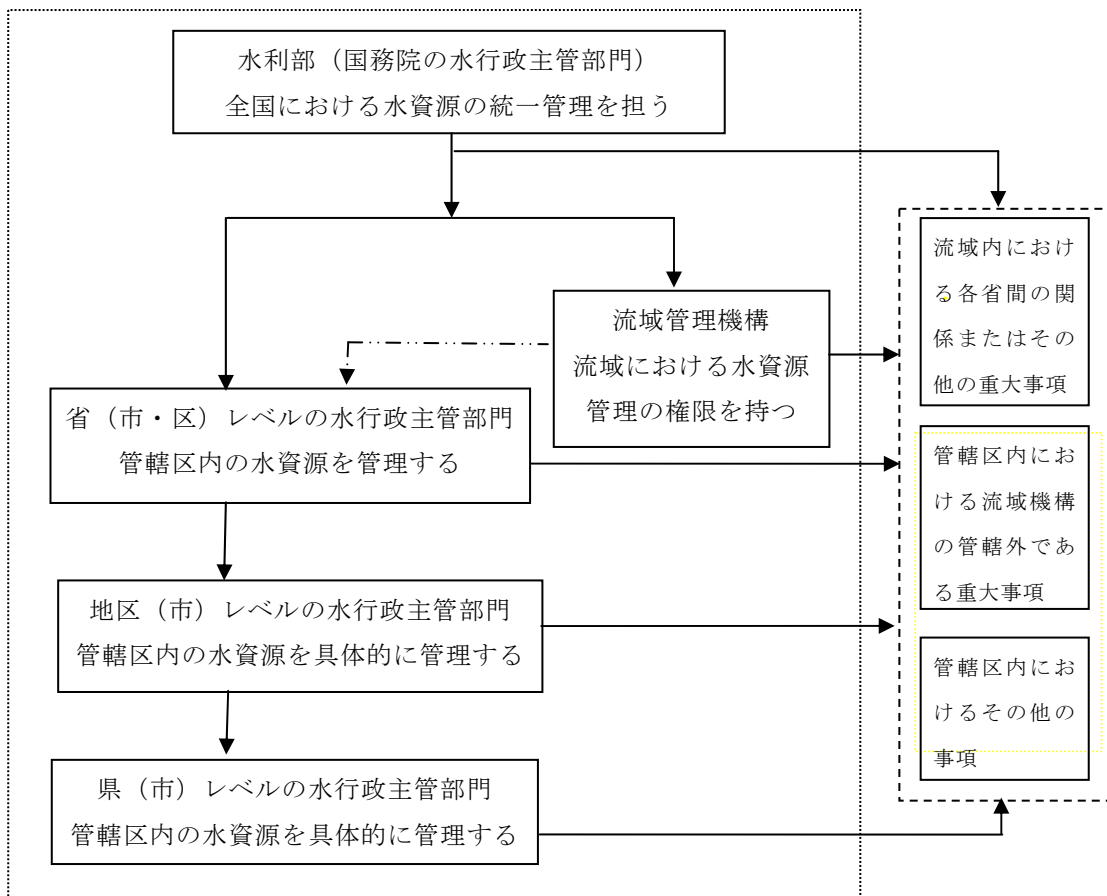 水利部（国務院の水行政主管部門）
全国における水資源の統一管理を担う
流域管理機構
流域における水資源
管理の権限を持つ
省（市・区）レベルの水行政主管部門
管轄区内の水資源を管理する
地区（市）レベルの水行政主管部門
管轄区内の水資源を具体的に管理する
県（市）レベルの水行政主管部門
管轄区内の水資源を具体的に管理する
流域内におけ
る各省間の関
係またはその
他の重大事項
管轄区内にお
ける流域機構
の管轄外であ
る重大事項
管轄区内にお
けるその他の
事項